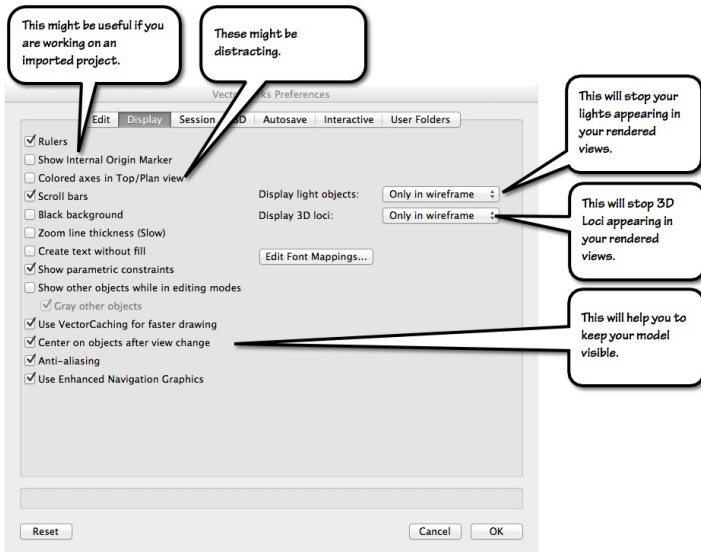 This might be useful if you
are working on an
imported project.
These might be
distracting.
This will stop your
lights appearing in
your rendered
views.
This will stop 3D
Loci appearing in
your rendered
views.
This will help you to
keep your model
visible.
Preferences
Edit Display Session Autosave Interactive User Folders
Rulers
Show Internal Origin Marker
Colored axes in Top/Plan view
Scroll bars
Black background
Zoom line thickness (Slow)
Create text without fill
Show parametric constraints
Show other objects while in editing modes
Gray other objects
Use VectorCaching for faster drawing
Center on objects after view change
Anti-aliasing
Use Enhanced Navigation Graphics
Display light objects: Only in wireframe
Display 3D loci: Only in wireframe
Edit Font Mappings...
Reset Cancel OK